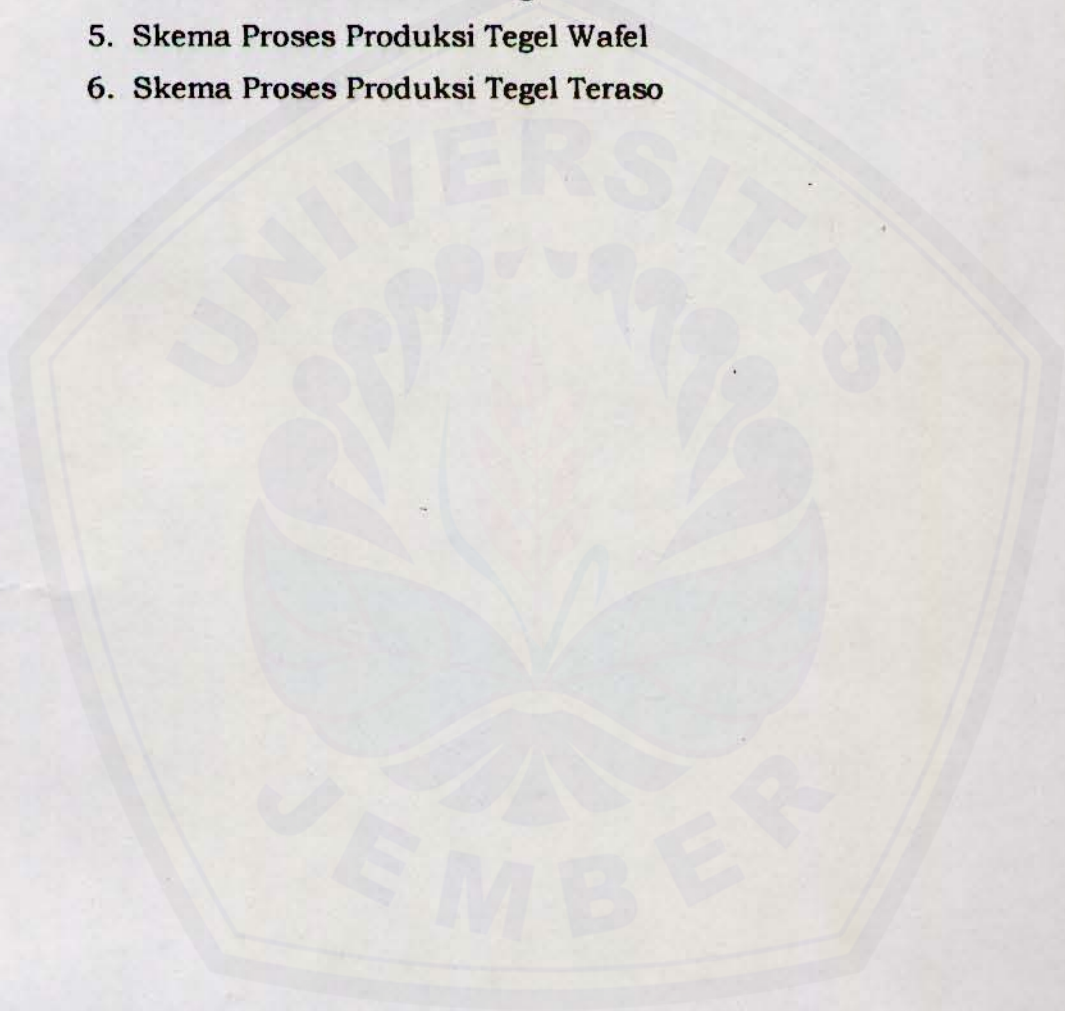 5. Skema Proses Produksi Tegel Wafel
6. Skema Proses Produksi Tegel Teraso
UNIVERSITAS
JEMBER